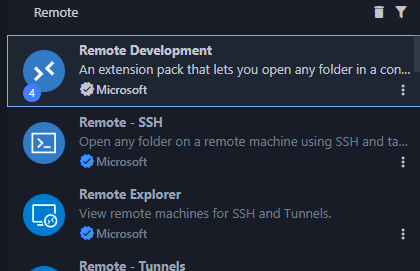 Remote
Remote Development
An extension pack that lets you open any folder in a con...
4
Microsoft
Remote - SSH
Open any folder on a remote machine using SSH and ta...
Microsoft
Remote Explorer
View remote machines for SSH and Tunnels.
Microsoft
Remote - Tunnels